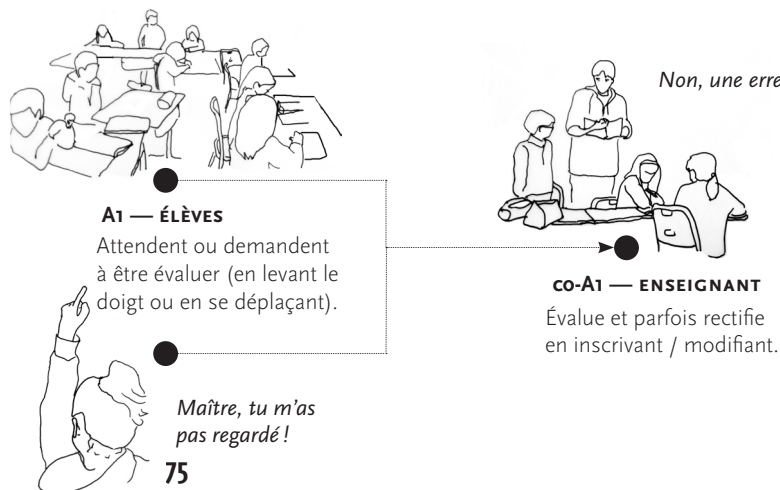 Non, une erre
A1 — ÉLÈVES
Attendent ou demandent
à être évaluer (en levant le
doigt ou en se déplaçant).
co-A1 — ENSEIGNANT
Évalue et parfois rectifie
en inscrivant / modifiant.
Maître, tu m'as
pas regardé !
75